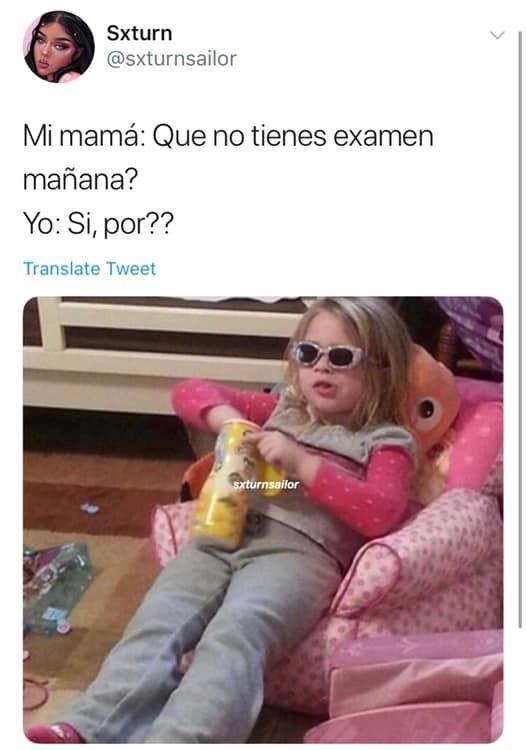 Sxturn
@sxturnsailor
Mi mamá: Que no tienes examen
mañana?
Yo: Si, por??
Translate Tweet
sxturnsailor